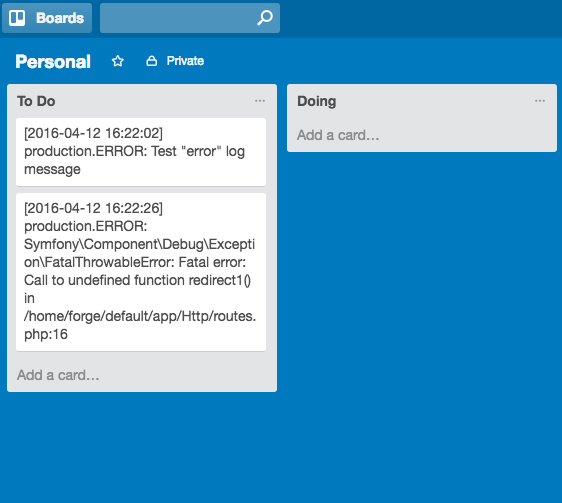 Boards
Personal
Private
To Do
[2016-04-12 16:22:02]
production.ERROR: Test "error" log
message
[2016-04-12 16:22:26]
production.ERROR:
Symfony\Component\Debug\Excepti
on\FatalThrowableError: Fatal error:
Call to undefined function redirect1()
in
/home/forge/default/app/Http/routes.
php:16
Add a card…
Doing
Add a card…